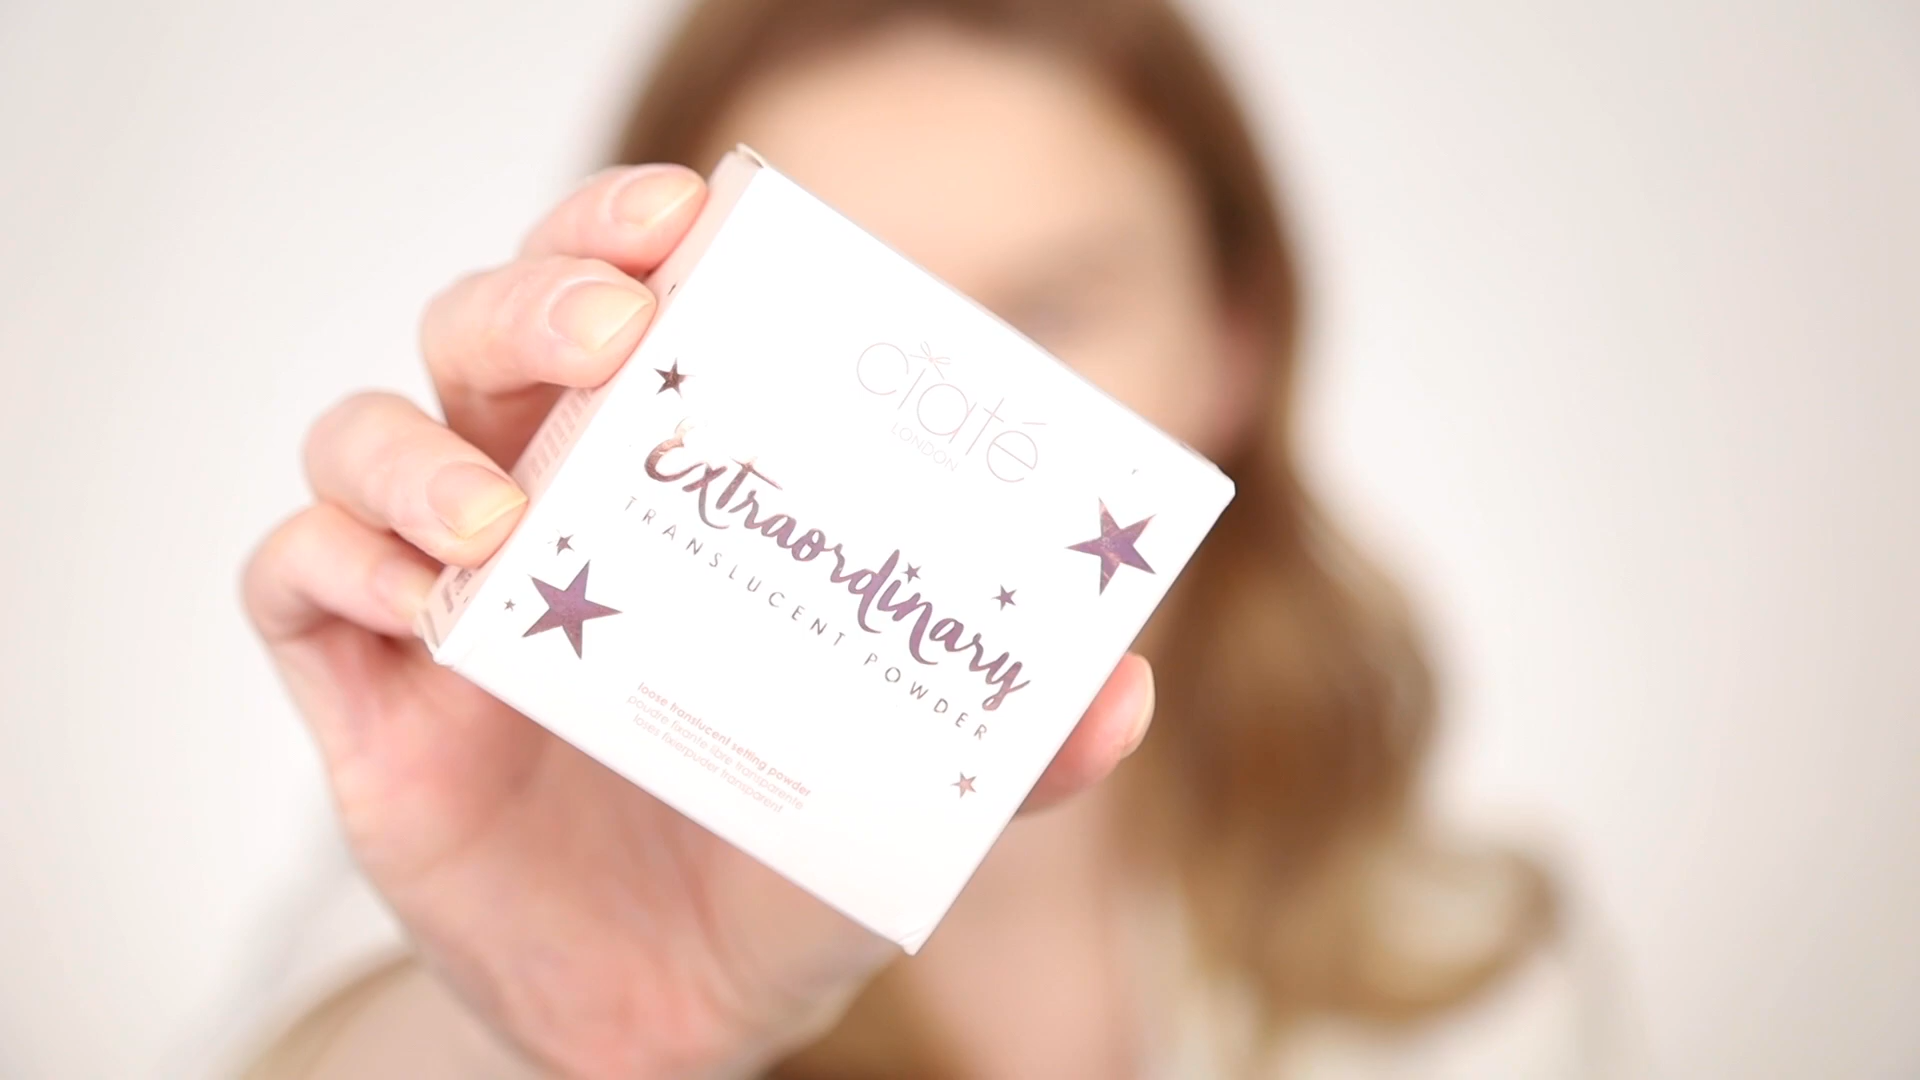 ciaté
LONDON
Extraordinary
TRANSLUCENT POWDER
loose translucent setting powder
poudre fixante libre transparente
loses fixierpuder transparent